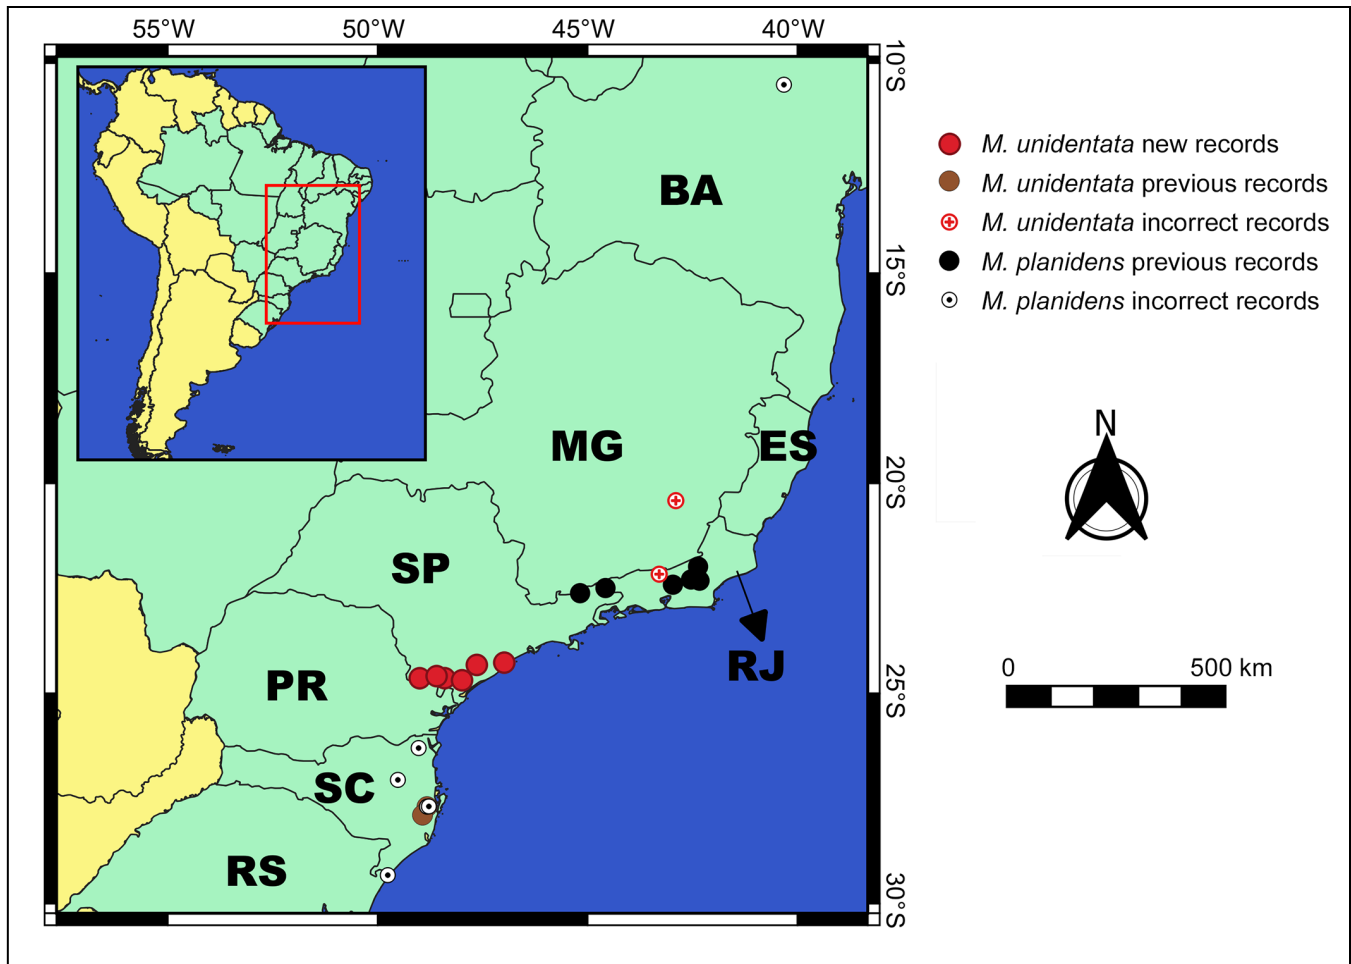 55°W 50°W 45°W 40°W
10°S
15°S
20°S
25°S
30°S
BA
MG
ES
SP
RJ
PR
SC
RS
M. unidentata new records
M. unidentata previous records
M. unidentata incorrect records
M. planidens previous records
M. planidens incorrect records
N
0 500 km